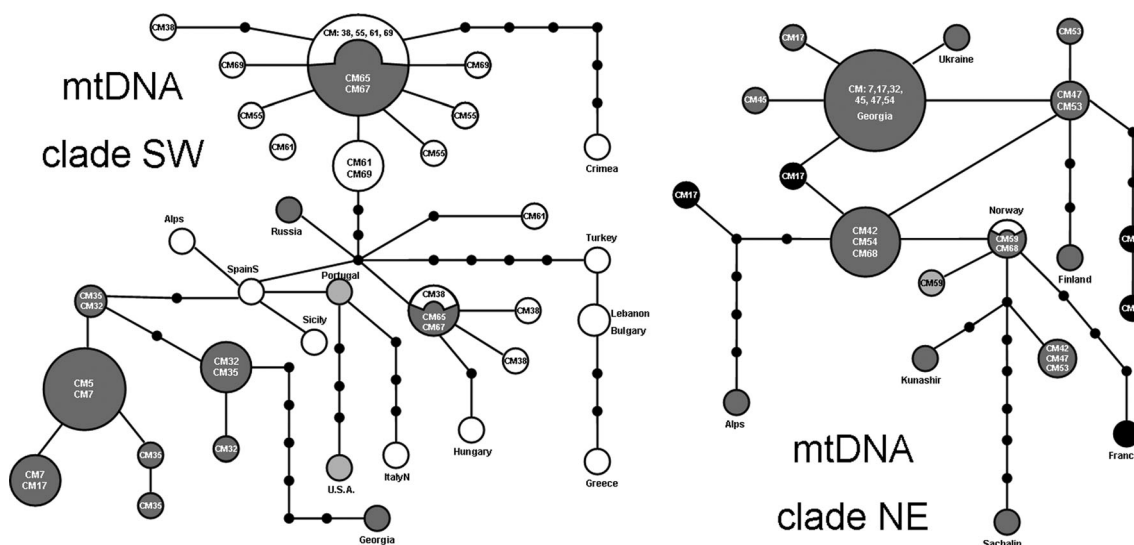 mtDNA
clade SW
CM38
CM: 38, 55, 61, 69
CM69
CM65
CM67
CM69
CM55
CM55
CM61
CM55
CM61
CM69
Crimea
Alps
Russia
CM61
Turkey
SpainS
Portugal
CM35
CM32
CM38
CM65
CM67
CM38
Lebanon
Bulgary
Sicily
CM32
CM35
CM38
CM5
CM7
CM35
CM32
Hungary
CM7
CM17
CM35
U.S.A.
ItalyN
Greece
Georgia
CM17
Ukraine
CM53
CM45
CM: 7,17,32,
45, 47,54
Georgia
CM47
CM53
CM17
CM17
Norway
CM42
CM54
CM68
CM59
CM68
CM59
Finland
Kunashir
CM42
CM47
CM53
Alps
Franc
mtDNA
clade NE
Sachalin